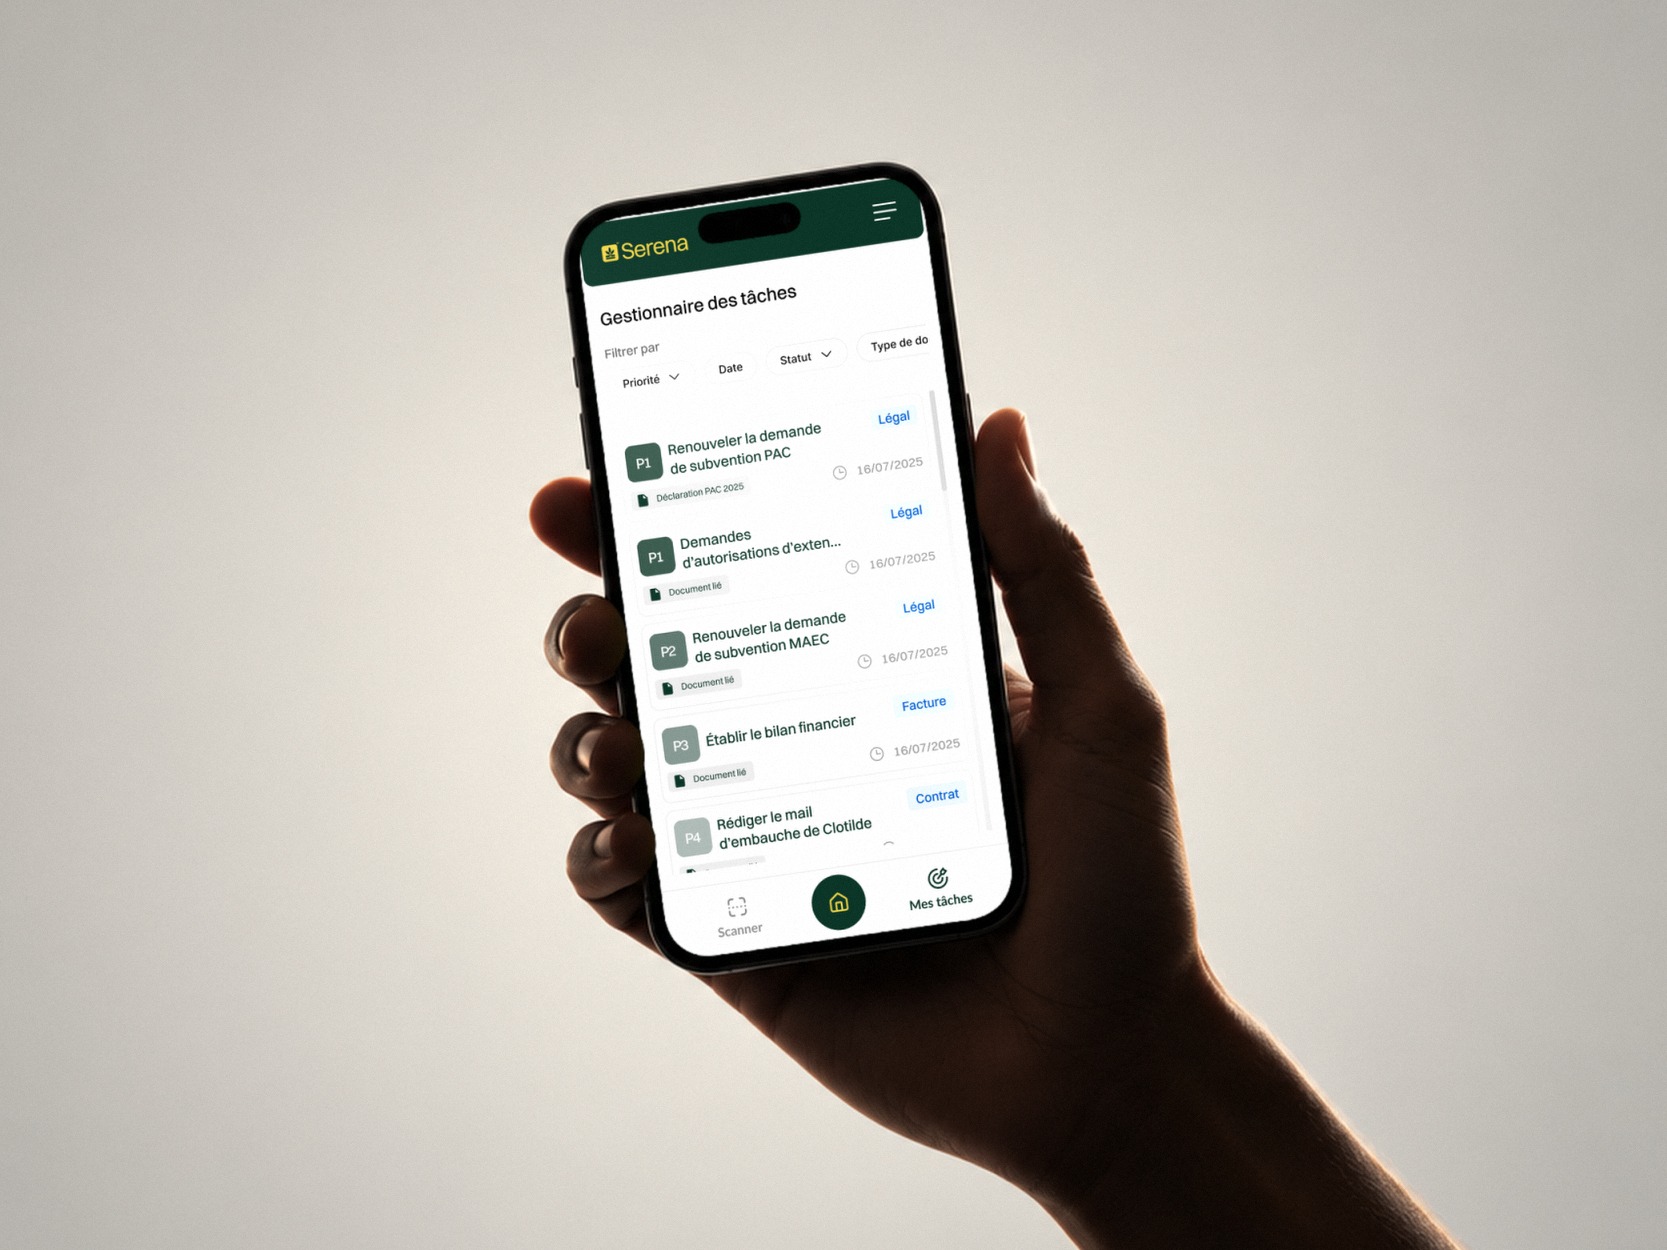 Serena
Gestionnaire des tâches
Filtrer par
Priorité
Date
Statut
Type de do
Légal
P1
Renouveler la demande
de subvention PAC
16/07/2025
Déclaration PAC 2025
Légal
P1
Demandes
d'autorisations d'exten...
16/07/2025
Document lié
Légal
P2
Renouveler la demande
de subvention MAEC
16/07/2025
Document lié
Facture
P3
Établir le bilan financier
16/07/2025
Document lié
Contrat
P4
Rédiger le mail
d'embauche de Clotilde
Scanner
Mes tâches